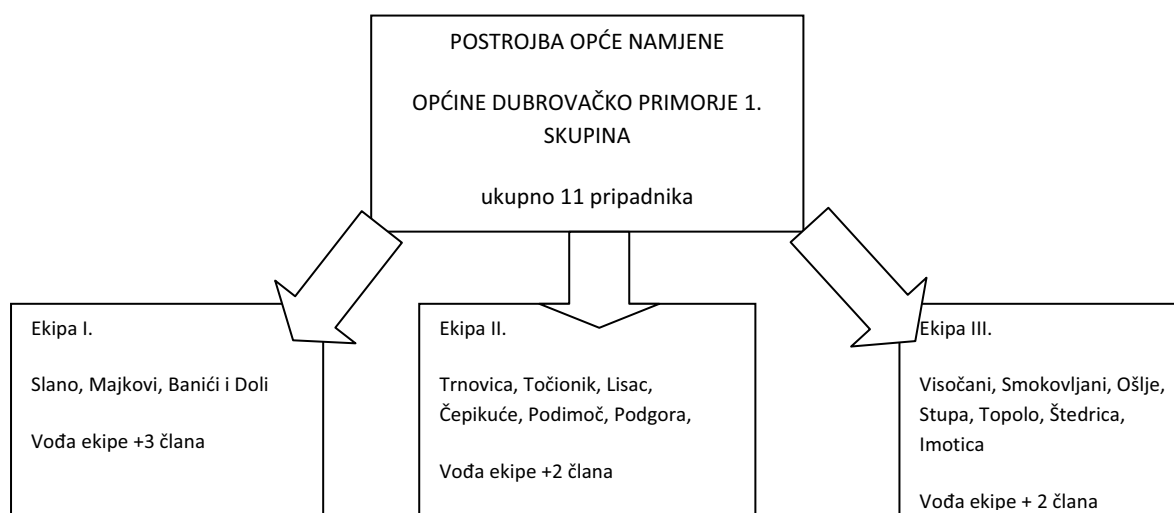 POSTROJBA OPĆE NAMJENE
OPĆINE DUBROVAČKO PRIMORJE 1.
SKUPINA
ukupno 11 pripadnika
Ekipa I.
Slano, Majkovi, Banići i Doli
Vođa ekipe +3 člana
Ekipa II.
Trnovica, Točionik, Lisac,
Čepikuće, Podimoč, Podgora,
Vođa ekipe +2 člana
Ekipa III.
Visočani, Smokovljani, Ošlje,
Stupa, Topolo, Štedrica,
Imotica
Vođa ekipe + 2 člana